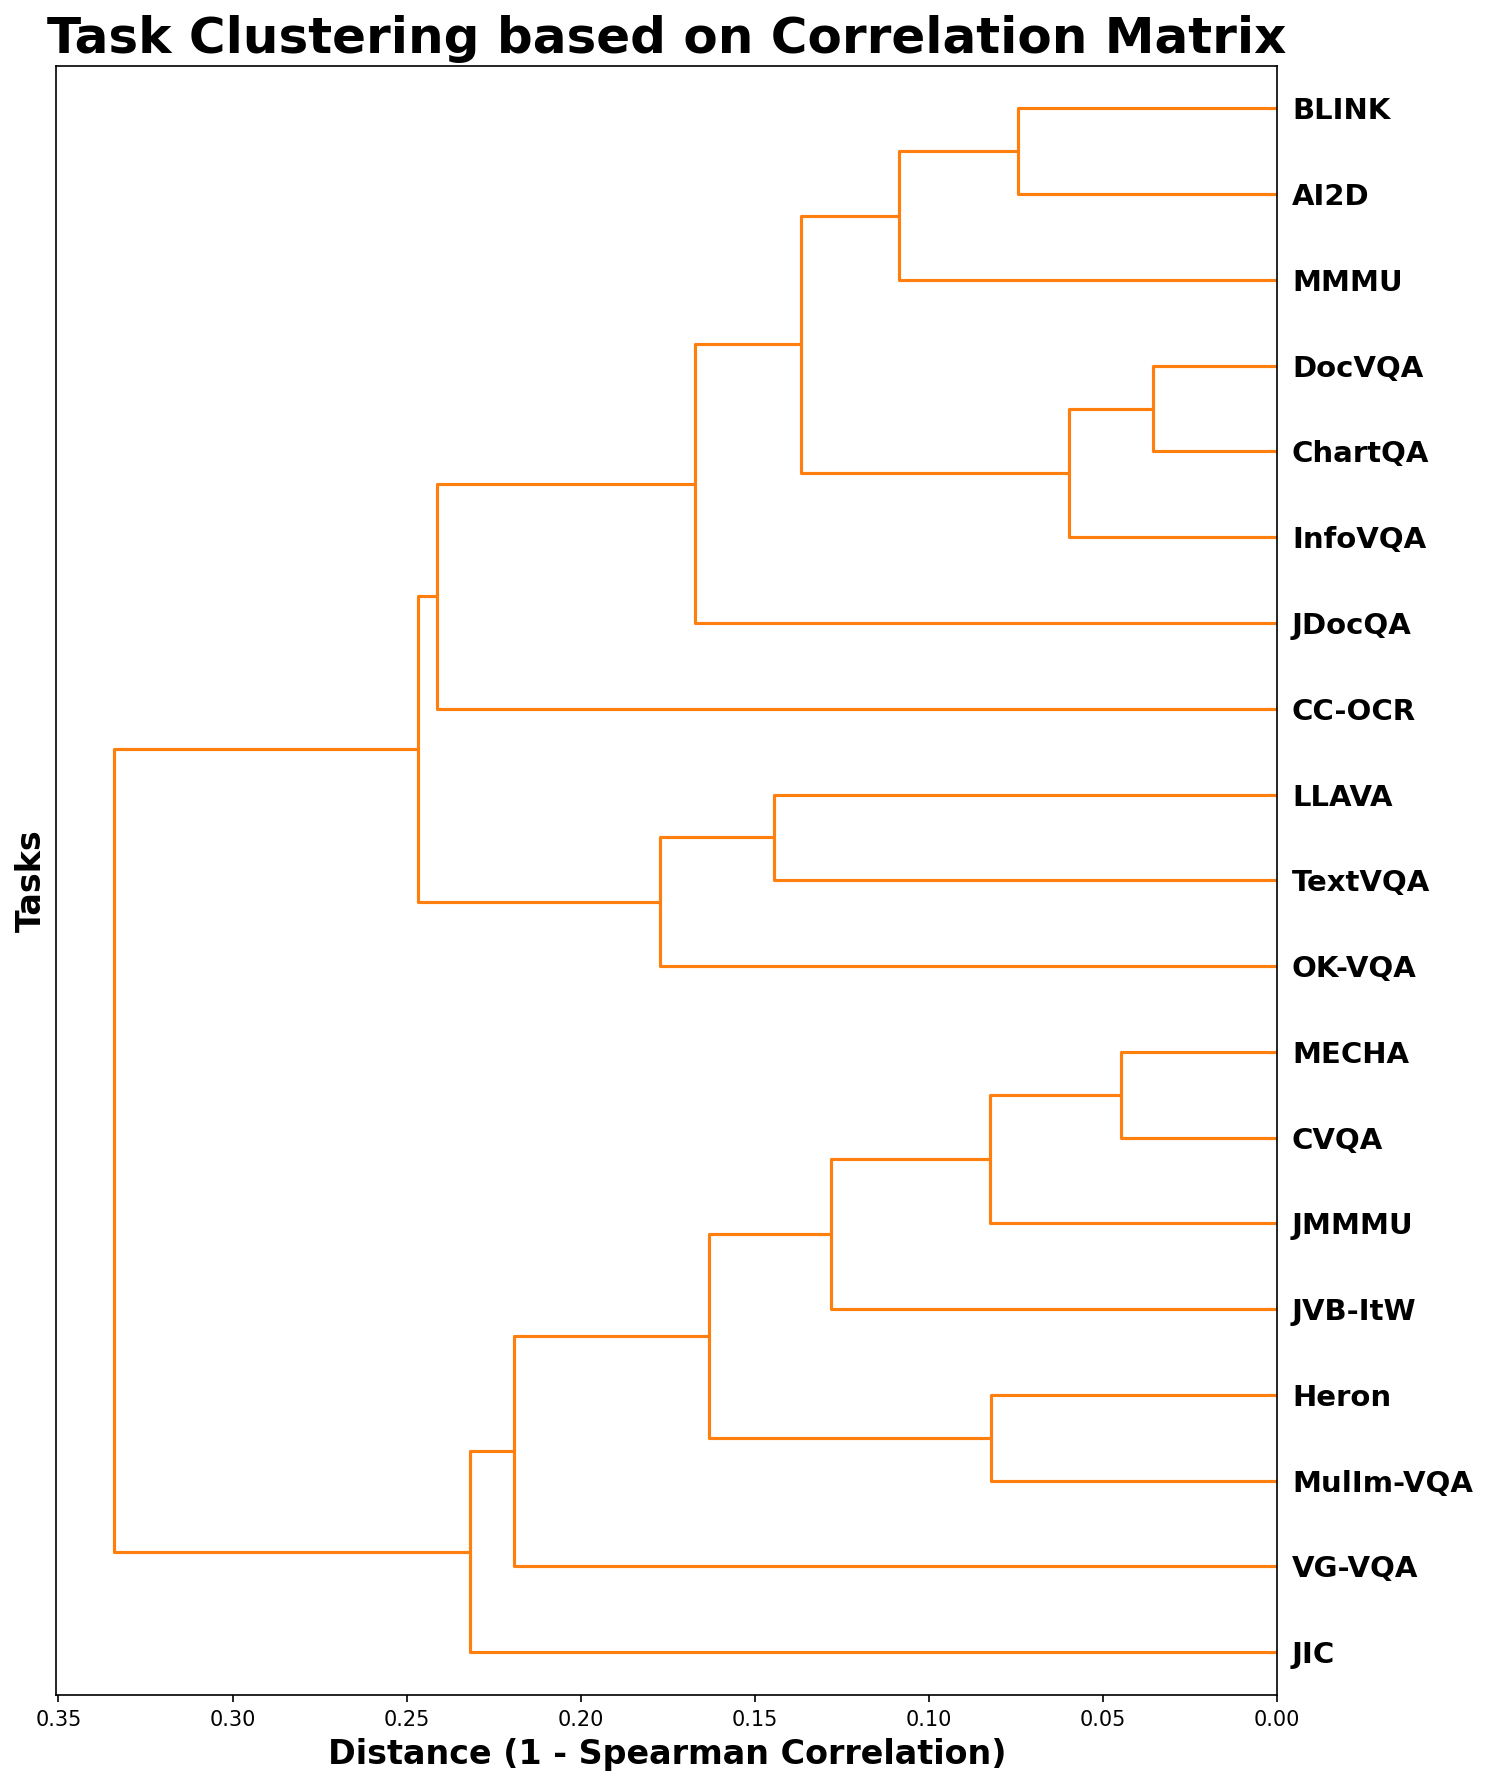 Task Clustering based on Correlation Matrix
BLINK
AI2D
MMMU
DocVQA
ChartQA
InfoVQA
JDocQA
CC-OCR
LLAVA
TextVQA
OK-VQA
MECHA
CVQA
JMMMU
JVB-ItW
Heron
MulIm-VQA
VG-VQA
JIC
Tasks
0.35 0.30 0.25 0.20 0.15 0.10 0.05 0.00
Distance (1 - Spearman Correlation)